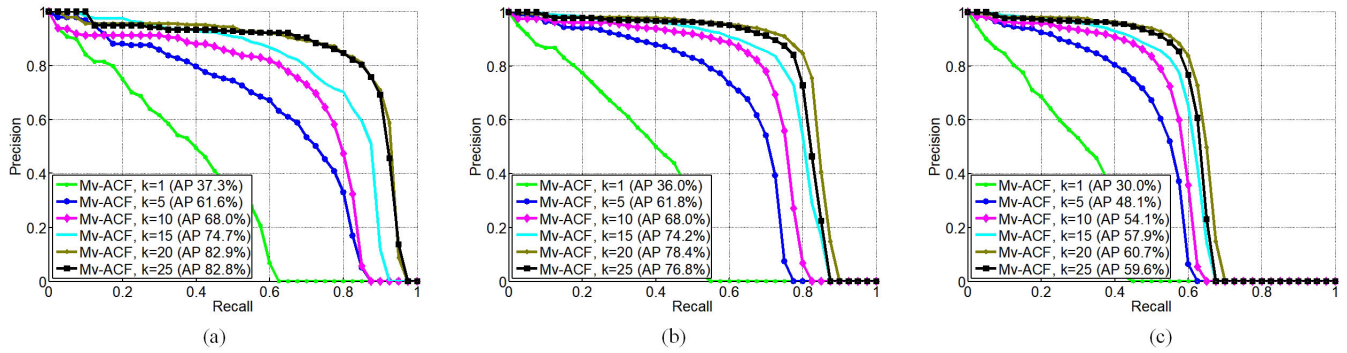 1
0.8
0.6
0.4
0.2
0
Precision
Mv-ACF, k=1 (AP 37.3%)
Mv-ACF, k=5 (AP 61.6%)
Mv-ACF, k=10 (AP 68.0%)
Mv-ACF, k=15 (AP 74.7%)
Mv-ACF, k=20 (AP 82.9%)
Mv-ACF, k=25 (AP 82.8%)
0 0.2 0.4 0.6 0.8 1
Recall
(a)
1
0.8
0.6
0.4
0.2
0
Precision
Mv-ACF, k=1 (AP 36.0%)
Mv-ACF, k=5 (AP 61.8%)
Mv-ACF, k=10 (AP 68.0%)
Mv-ACF, k=15 (AP 74.2%)
Mv-ACF, k=20 (AP 78.4%)
Mv-ACF, k=25 (AP 76.8%)
0 0.2 0.4 0.6 0.8 1
Recall
(b)
1
0.8
0.6
0.4
0.2
0
Precision
Mv-ACF, k=1 (AP 30.0%)
Mv-ACF, k=5 (AP 48.1%)
Mv-ACF, k=10 (AP 54.1%)
Mv-ACF, k=15 (AP 57.9%)
Mv-ACF, k=20 (AP 60.7%)
Mv-ACF, k=25 (AP 59.6%)
0 0.2 0.4 0.6 0.8 1
Recall
(c)